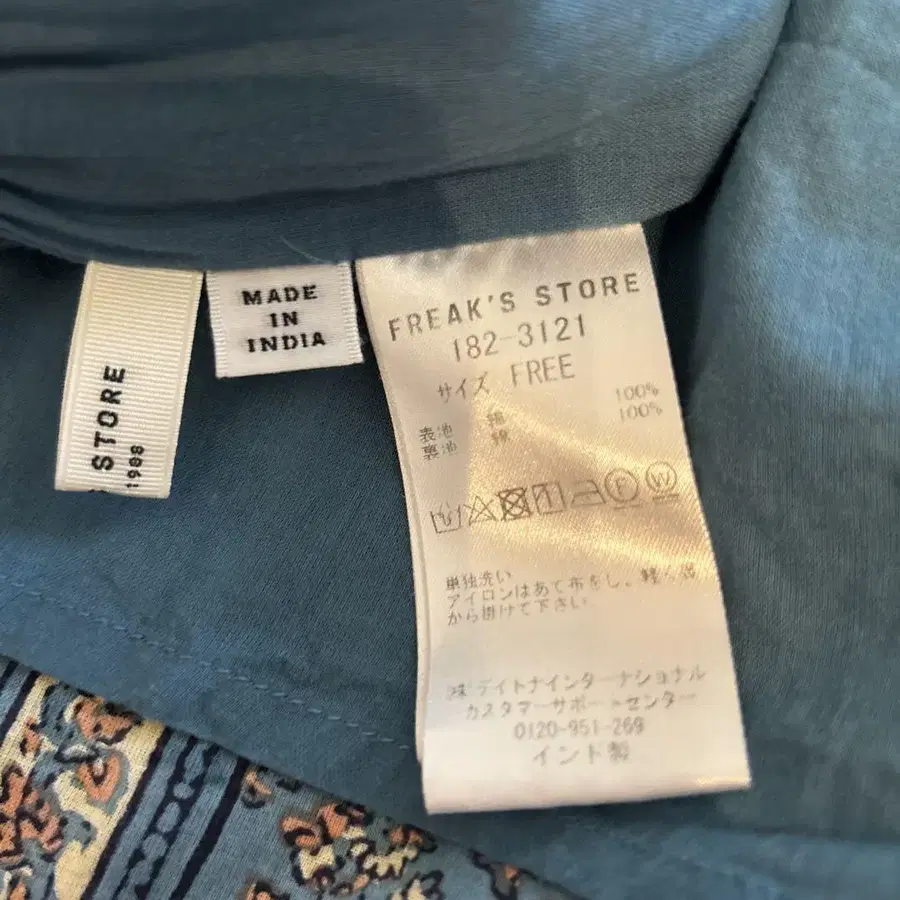 STORE
1988
MADE
IN
INDIA
FREAK'S STORE
182-3121
サイズ FREE
表地 綿 100%
裏地 綿 100%
F W
単独洗い
アイロンはあて布をし、
から掛けて下さい
㈱デイトナインターナショナル
カスタマーサポートセンター
0120-951-269
インド製